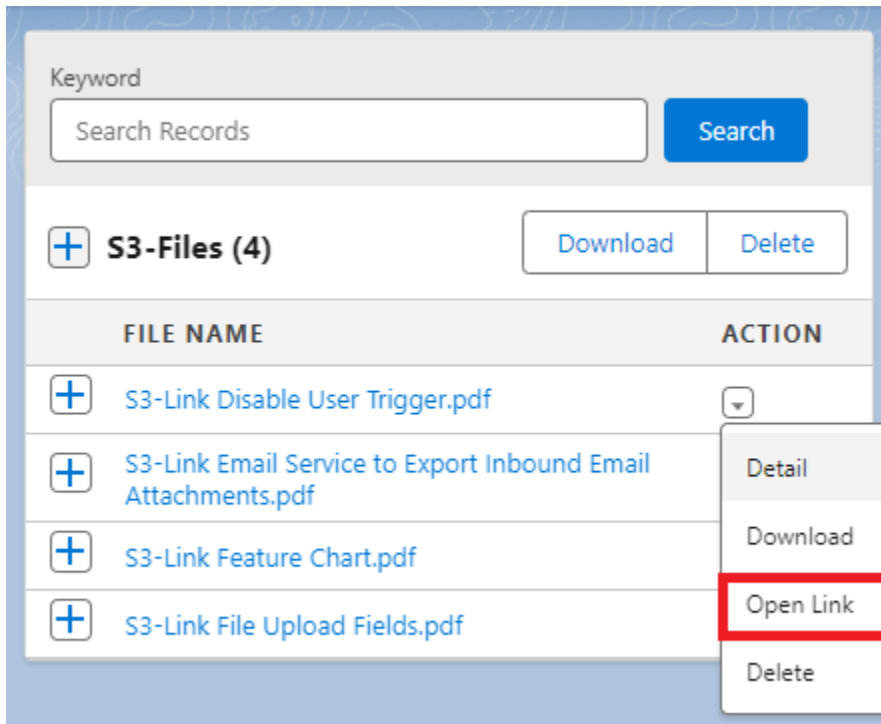 Keyword
Search Records
Search
S3-Files (4)
Download
Delete
FILE NAME
ACTION
S3-Link Disable User Trigger.pdf
S3-Link Email Service to Export Inbound Email
Attachments.pdf
S3-Link Feature Chart.pdf
S3-Link File Upload Fields.pdf
Detail
Download
Open Link
Delete